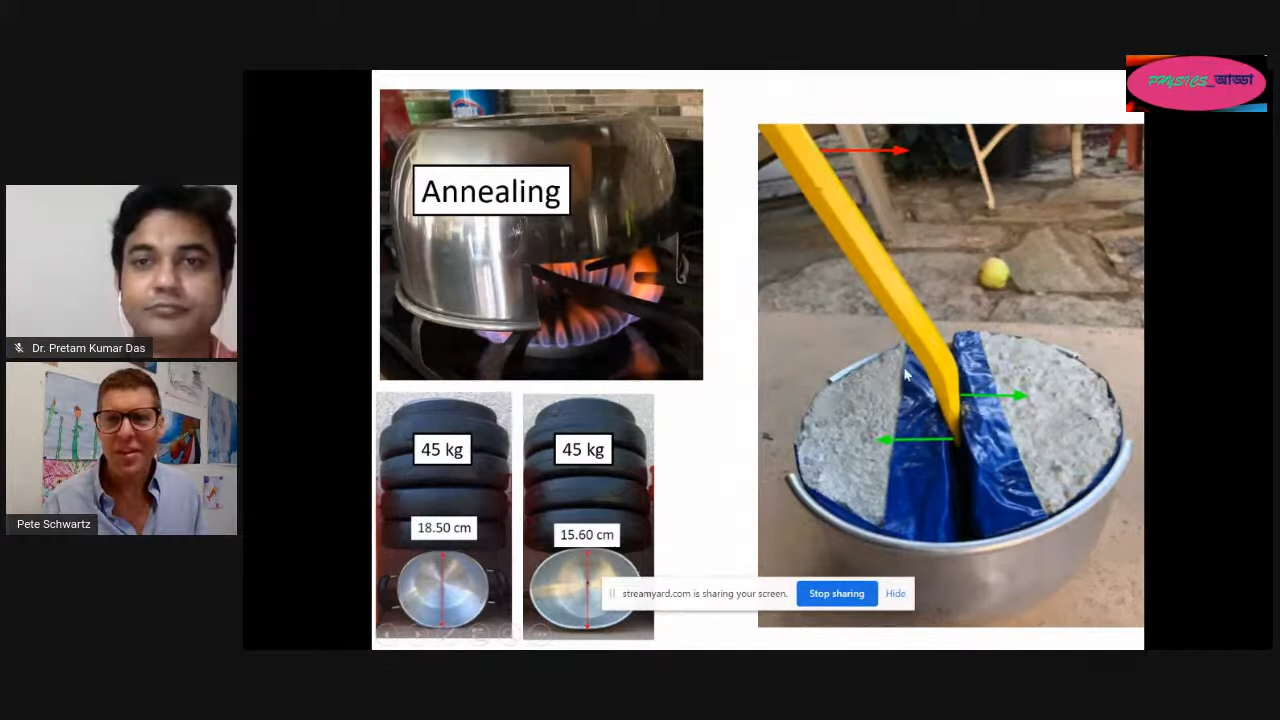 PHYSICS_আড্ডা
Annealing
45 kg
45 kg
18.50 cm
15.60 cm
streamyard.com is sharing your screen.
Stop sharing
Hide
Dr. Pretam Kumar Das
Pete Schwartz